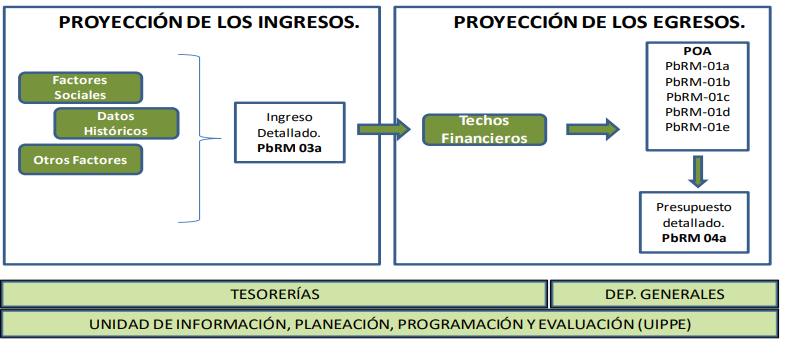 PROYECCIÓN DE LOS INGRESOS.
Factores
Sociales
Datos
Históricos
Otros Factores
Ingreso
Detallado.
PbRM 03a
PROYECCIÓN DE LOS EGRESOS.
Techos
Financieros
POA
PbRM-01a
PbRM-01b
PbRM-01c
PbRM-01d
PbRM-01e
Presupuesto
detallado.
PbRM 04a
TESORERÍAS
DEP. GENERALES
UNIDAD DE INFORMACIÓN, PLANEACIÓN, PROGRAMACIÓN Y EVALUACIÓN (UIPPE)